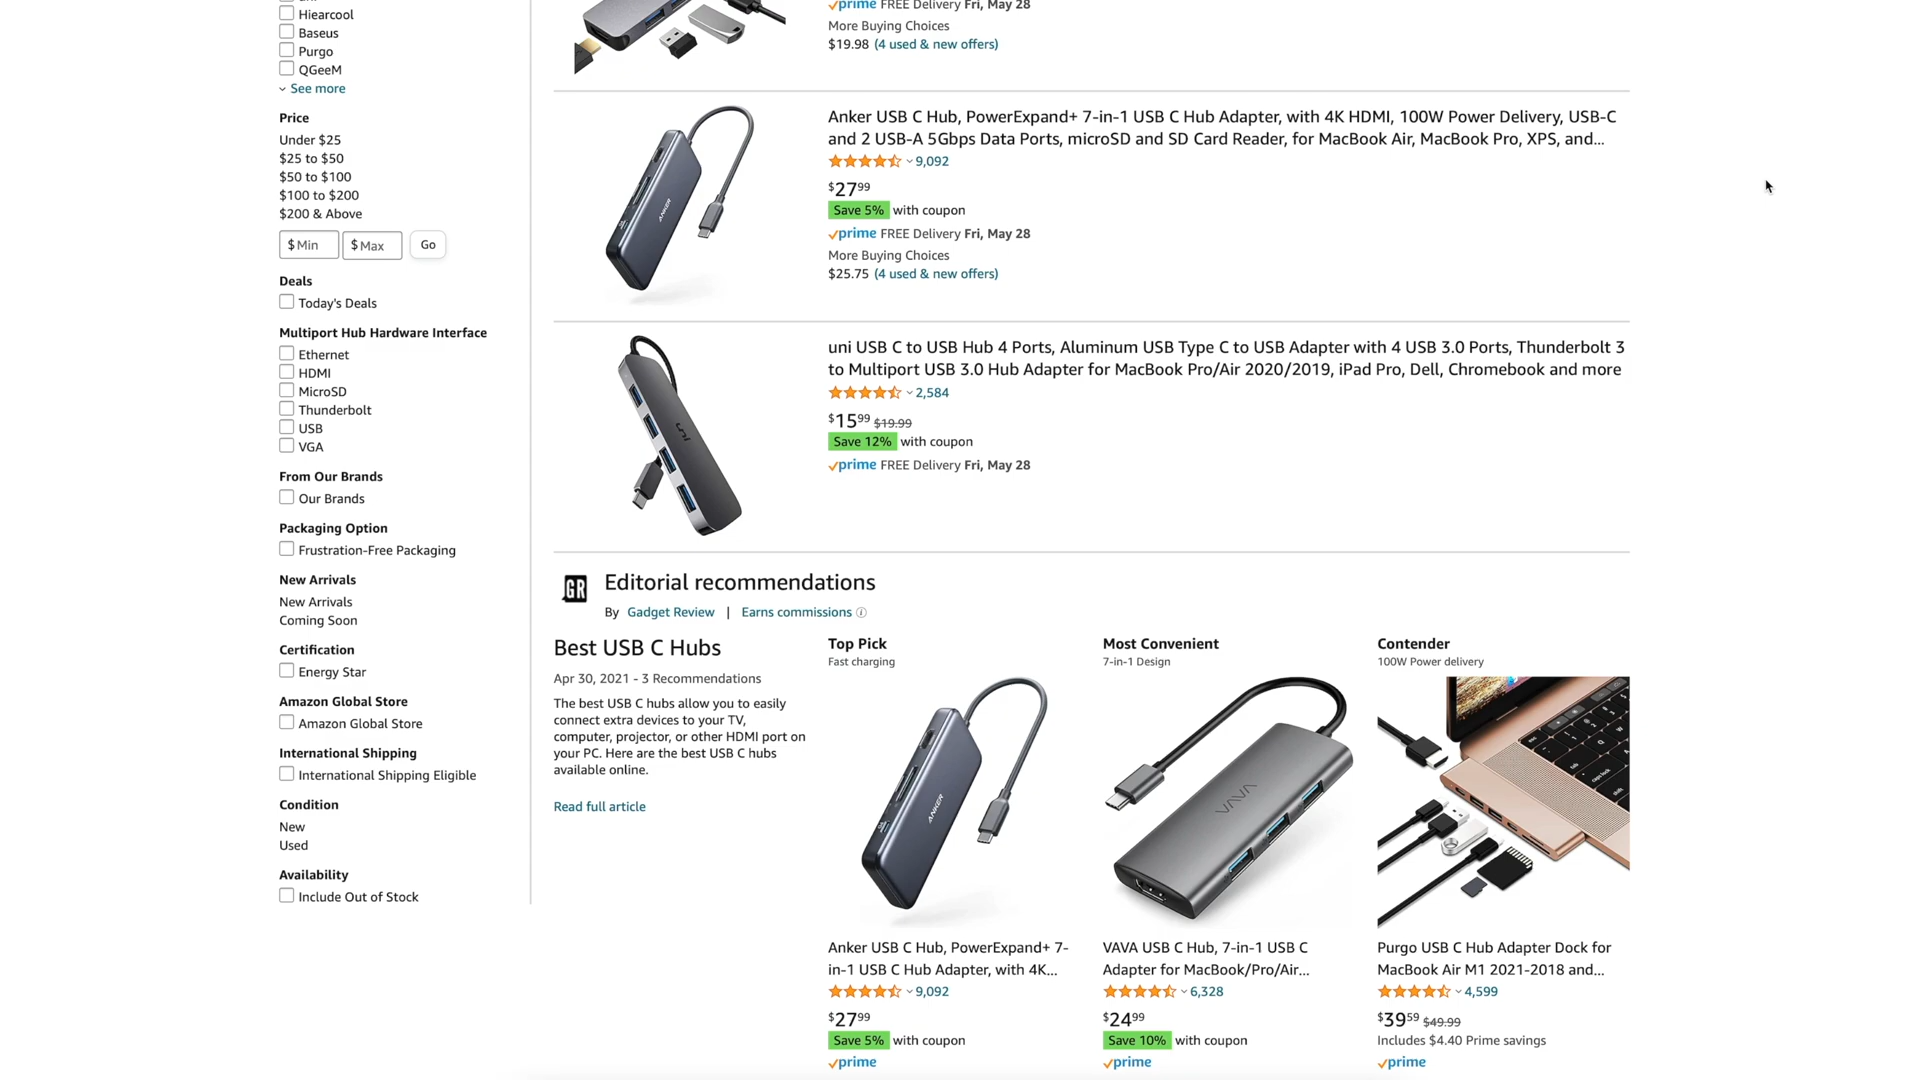 Hiearcool
Baseus
Purgo
QGeeM
See more
Price
Under $25
$25 to $50
$50 to $100
$100 to $200
$200 & Above
$ Min $ Max Go
Deals
Today's Deals
Multiport Hub Hardware Interface
Ethernet
HDMI
MicroSD
Thunderbolt
USB
VGA
From Our Brands
Our Brands
Packaging Option
Frustration-Free Packaging
New Arrivals
New Arrivals
Coming Soon
Certification
Energy Star
Amazon Global Store
Amazon Global Store
International Shipping
International Shipping Eligible
Condition
New
Used
Availability
Include Out of Stock
prime FREE Delivery Fri, May 28
More Buying Choices
$19.98 (4 used & new offers)
ANKER
Anker USB C Hub, PowerExpand+ 7-in-1 USB C Hub Adapter, with 4K HDMI, 100W Power Delivery, USB-C
and 2 USB-A 5Gbps Data Ports, microSD and SD Card Reader, for MacBook Air, MacBook Pro, XPS, and...
9,092
$27 99
Save 5% with coupon
prime FREE Delivery Fri, May 28
More Buying Choices
$25.75 (4 used & new offers)
uni
uni USB C to USB Hub 4 Ports, Aluminum USB Type C to USB Adapter with 4 USB 3.0 Ports, Thunderbolt 3
to Multiport USB 3.0 Hub Adapter for MacBook Pro/Air 2020/2019, iPad Pro, Dell, Chromebook and more
2,584
$15 99 $19.99
Save 12% with coupon
prime FREE Delivery Fri, May 28
GR
Editorial recommendations
By Gadget Review | Earns commissions
Best USB C Hubs
Apr 30, 2021 - 3 Recommendations
The best USB C hubs allow you to easily
connect extra devices to your TV,
computer, projector, or other HDMI port on
your PC. Here are the best USB C hubs
available online.
Read full article
Top Pick
Fast charging
ANKER
Anker USB C Hub, PowerExpand+ 7-
in-1 USB C Hub Adapter, with 4K...
9,092
$27 99
Save 5% with coupon
prime
Most Convenient
7-in-1 Design
VAVA
VAVA USB C Hub, 7-in-1 USB C
Adapter for MacBook/Pro/Air...
6,328
$24 99
Save 10% with coupon
prime
Contender
100W Power delivery
Purgo USB C Hub Adapter Dock for
MacBook Air M1 2021-2018 and...
4,599
$39 59 $49.99
Includes $4.40 Prime savings
prime